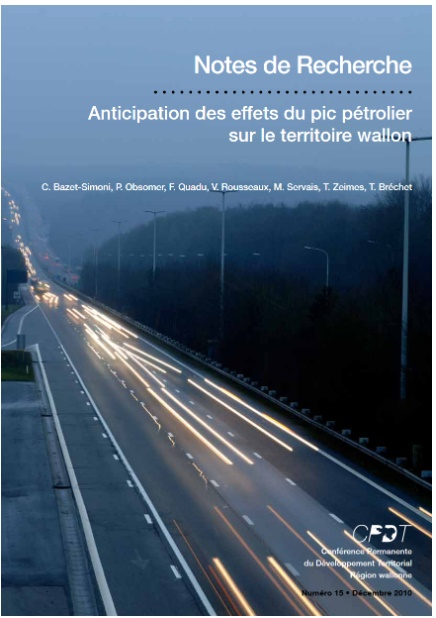 Notes de Recherche
Anticipation des effets du pic pétrolier
sur le territoire wallon
C. Bazet-Simoni, P. Obsomer, F. Quadu, V. Rousseaux, M. Servais, T. Zeimes, T. Bréchet
CPDT
Conférence Permanente
du Développement Territorial
Région wallonne
Numéro 15 • Décembre 2010